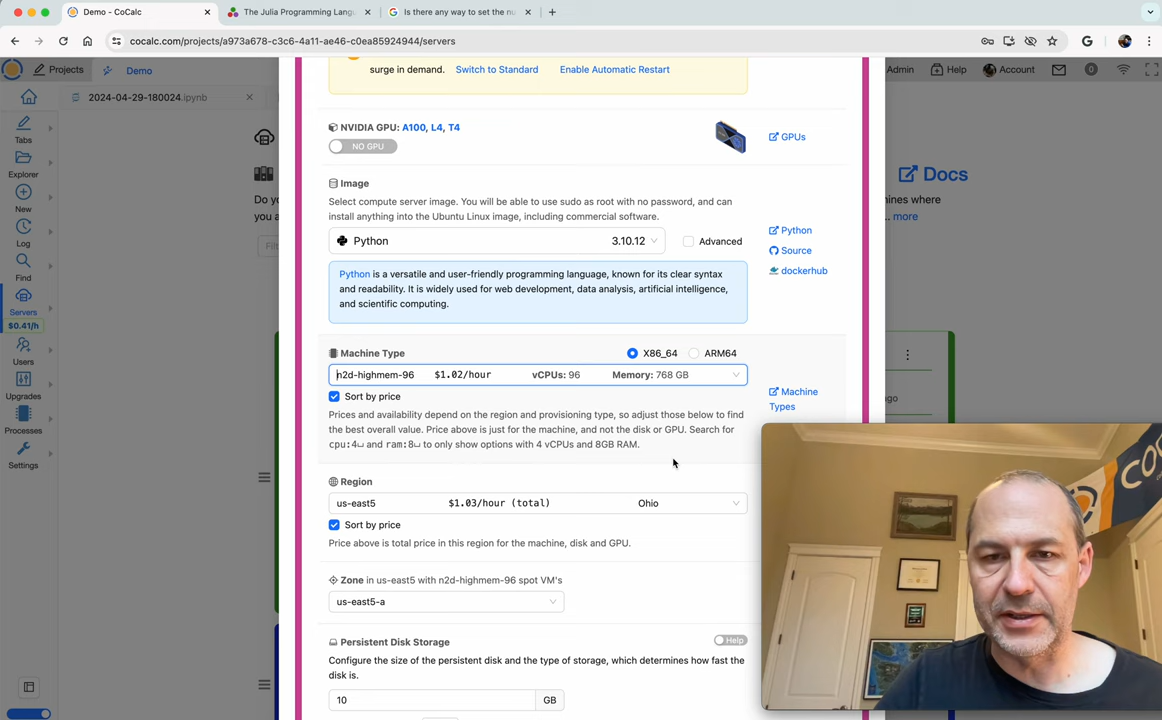 Demo - CoCalc
The Julia Programming Langu
Is there any way to set the nu
cocalc.com/projects/a973a678-c3c6-4a11-ae46-c0ea85924944/servers
Projects
Demo
Admin
Help
Account
0
2024-04-29-180024.ipynb
Tabs
Explorer
New
Log
Find
Servers
$0.41/h
Users
Upgrades
Processes
Settings
Do yo
you a
Filt
Docs
nines where
.. more
ago
surge in demand. Switch to Standard Enable Automatic Restart
NVIDIA GPU: A100, L4, T4
NO GPU
GPUs
Image
Select compute server image. You will be able to use sudo as root with no password, and can
install anything into the Ubuntu Linux image, including commercial software.
Python 3.10.12
Advanced
Python
Source
dockerhub
Python is a versatile and user-friendly programming language, known for its clear syntax
and readability. It is widely used for web development, data analysis, artificial intelligence,
and scientific computing.
Machine Type
X86_64 ARM64
n2d-highmem-96 $1.02/hour vCPUs: 96 Memory: 768 GB
Machine
Types
Sort by price
Prices and availability depend on the region and provisioning type, so adjust those below to find
the best overall value. Price above is just for the machine, and not the disk or GPU. Search for
cpu:4␣ and ram:8␣ to only show options with 4 vCPUs and 8GB RAM.
Region
us-east5 $1.03/hour (total) Ohio
Sort by price
Price above is total price in this region for the machine, disk and GPU.
Zone in us-east5 with n2d-highmem-96 spot VM's
us-east5-a
Persistent Disk Storage
Help
Configure the size of the persistent disk and the type of storage, which determines how fast the
disk is.
10 GB